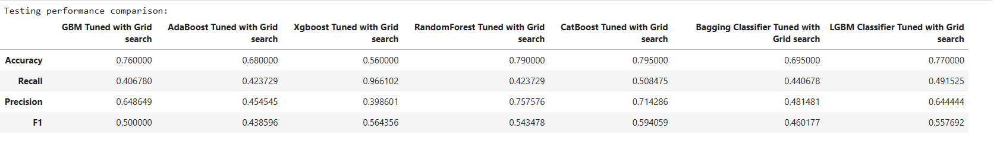 Testing performance comparison:
GBM Tuned with Grid search AdaBoost Tuned with Grid search Xgboost Tuned with Grid search RandomForest Tuned with Grid search CatBoost Tuned with Grid search Bagging Classifier Tuned with Grid search LGBM Classifier Tuned with Grid search
Accuracy 0.760000 0.680000 0.560000 0.790000 0.795000 0.695000 0.770000
Recall 0.406780 0.423729 0.966102 0.423729 0.508475 0.440678 0.491525
Precision 0.648649 0.454545 0.398601 0.757576 0.714286 0.481481 0.644444
F1 0.500000 0.438596 0.564356 0.543478 0.594059 0.460177 0.557692